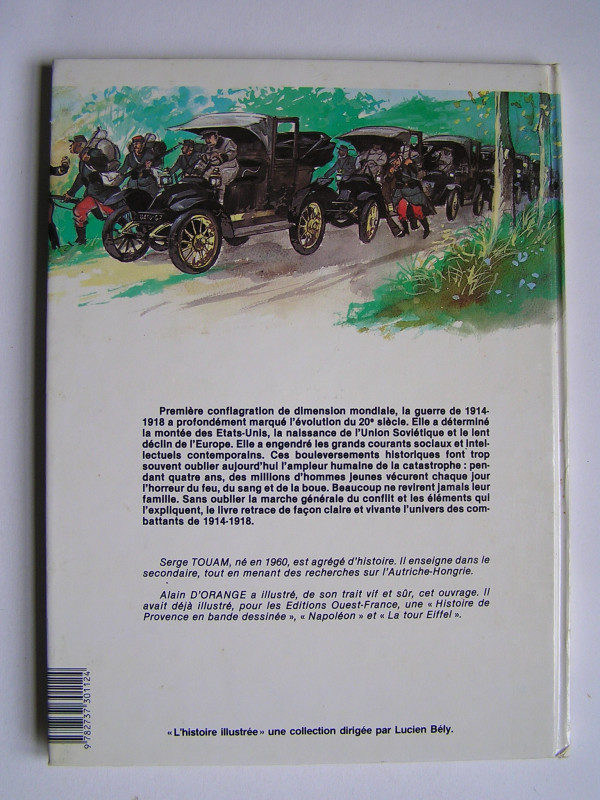 Première conflagration de dimension mondiale, la guerre de 1914-
1918 a profondément marqué l'évolution du 20e siècle. Elle a déterminé
la montée des Etats-Unis, la naissance de l'Union Soviétique et le lent
déclin de l'Europe. Elle a engendré les grands courants sociaux et intel-
lectuels contemporains. Ces bouleversements historiques font trop
souvent oublier aujourd'hui l'ampleur humaine de la catastrophe : pen-
dant quatre ans, des millions d'hommes jeunes vécurent chaque jour
l'horreur du feu, du sang et de la boue. Beaucoup ne revirent jamais leur
famille. Sans oublier la marche générale du conflit et les éléments qui
l'expliquent, le livre retrace de façon claire et vivante l'univers des com-
battants de 1914-1918.
Serge TOUAM, né en 1960, est agrégé d'histoire. Il enseigne dans le
secondaire, tout en menant des recherches sur l'Autriche-Hongrie.
Alain D'ORANGE a illustré, de son trait vif et sûr, cet ouvrage. Il
avait déjà illustré, pour les Editions Ouest-France, une « Histoire de
Provence en bande dessinée », « Napoléon » et « La tour Eiffel ».
9782737301124
« L'histoire illustrée » une collection dirigée par Lucien Bély.